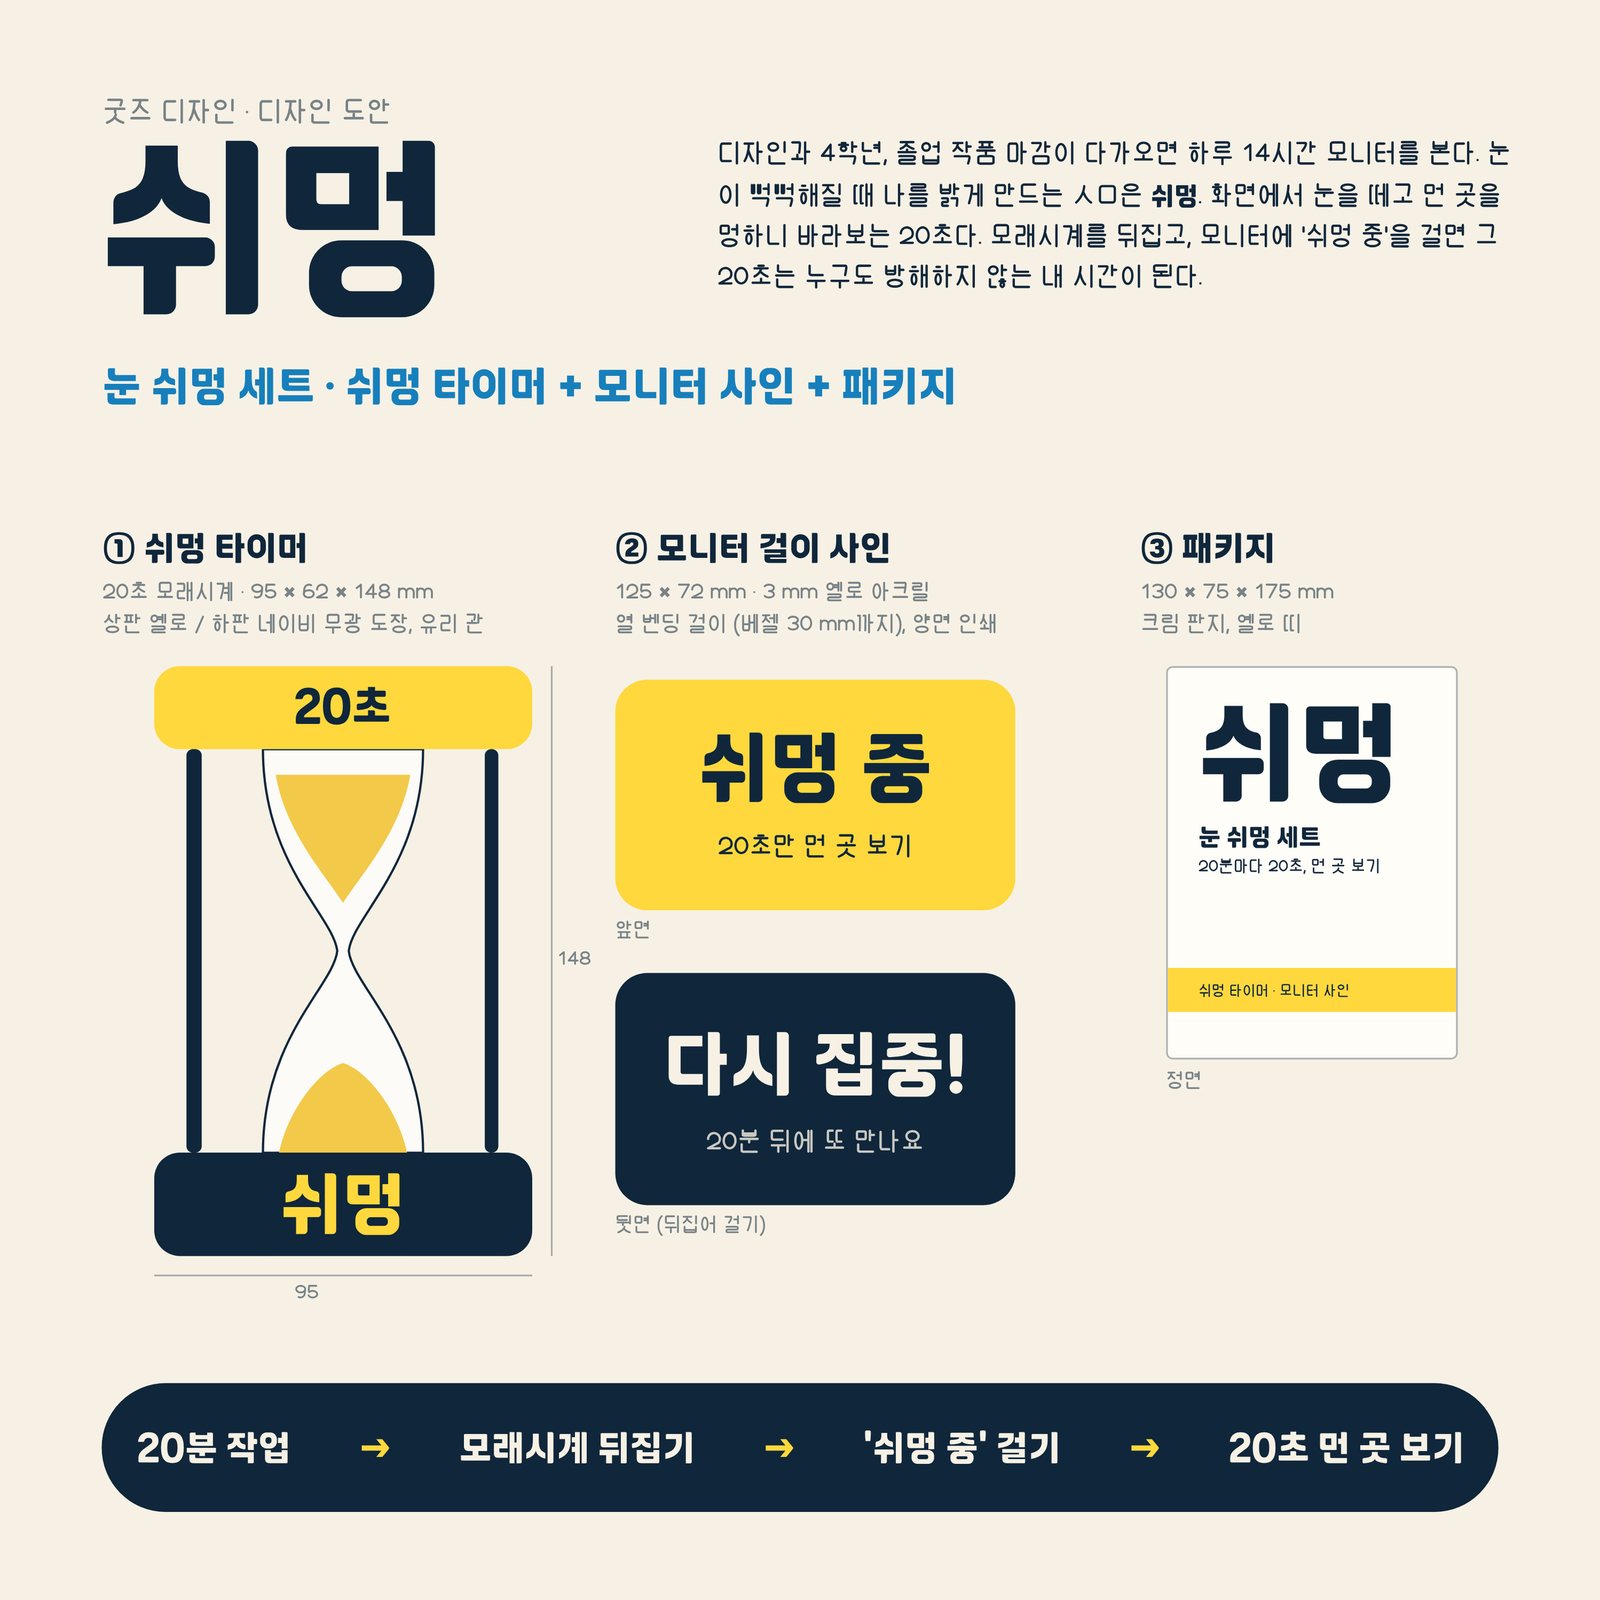 굿즈 디자인 · 디자인 도안
쉬멍
디자인과 4학년, 졸업 작품 마감이 다가오면 하루 14시간 모니터를 본다. 눈
이 뻑뻑해질 때 나를 밝게 만드는 ㅅㅁ은 쉬멍. 화면에서 눈을 떼고 먼 곳을
멍하니 바라보는 20초다. 모래시계를 뒤집고, 모니터에 '쉬멍 중'을 걸면 그
20초는 누구도 방해하지 않는 내 시간이 된다.
눈 쉬멍 세트 · 쉬멍 타이머 + 모니터 사인 + 패키지
① 쉬멍 타이머
20초 모래시계 · 95 × 62 × 148 mm
상판 옐로 / 하판 네이비 무광 도장, 유리 관
20초
쉬멍
148
95
② 모니터 걸이 사인
125 × 72 mm · 3 mm 옐로 아크릴
열 벤딩 걸이 (베젤 30 mm까지), 양면 인쇄
쉬멍 중
20초만 먼 곳 보기
앞면
다시 집중!
20분 뒤에 또 만나요
뒷면 (뒤집어 걸기)
③ 패키지
130 × 75 × 175 mm
크림 판지, 옐로 띠
쉬멍
눈 쉬멍 세트
20분마다 20초, 먼 곳 보기
쉬멍 타이머 · 모니터 사인
정면
20분 작업 → 모래시계 뒤집기 → '쉬멍 중' 걸기 → 20초 먼 곳 보기